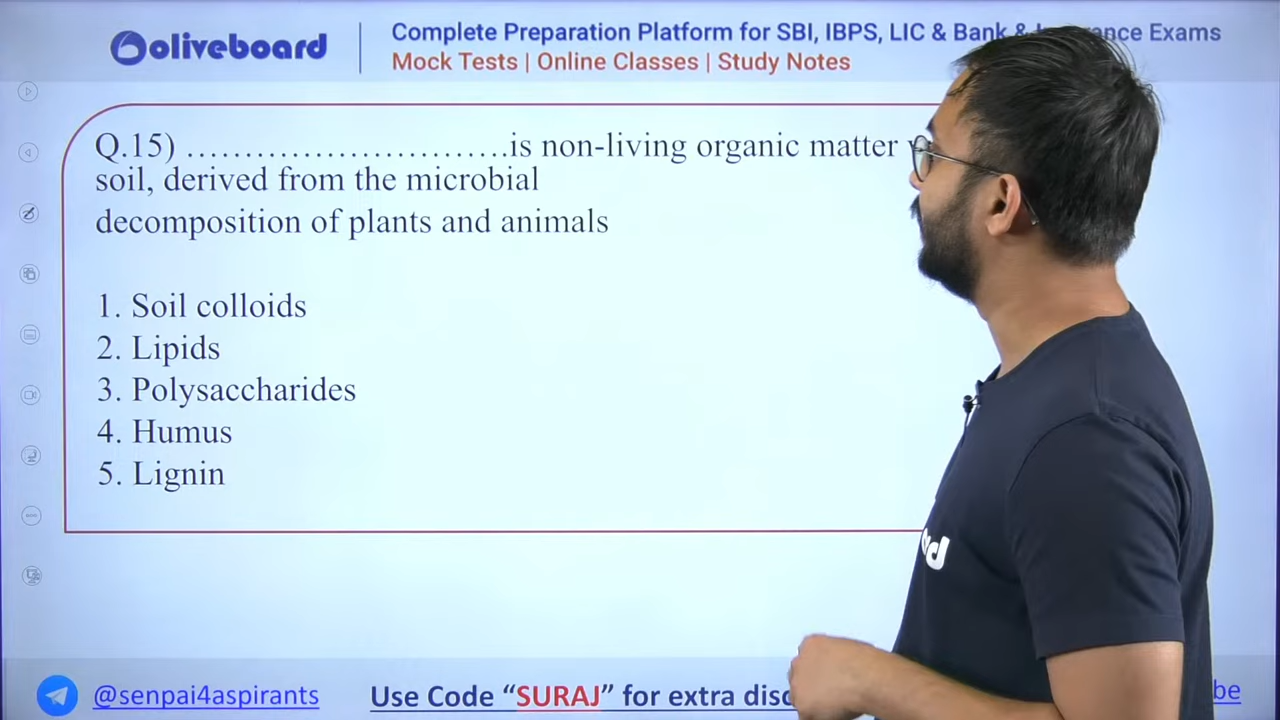 oliveboard
Complete Preparation Platform for SBI, IBPS, LIC & Bank & Exams
Mock Tests | Online Classes | Study Notes
Q.15) ............................is non-living organic matter
soil, derived from the microbial
decomposition of plants and animals
1. Soil colloids
2. Lipids
3. Polysaccharides
4. Humus
5. Lignin
@senpai4aspirants
Use Code “SURAJ” for extra